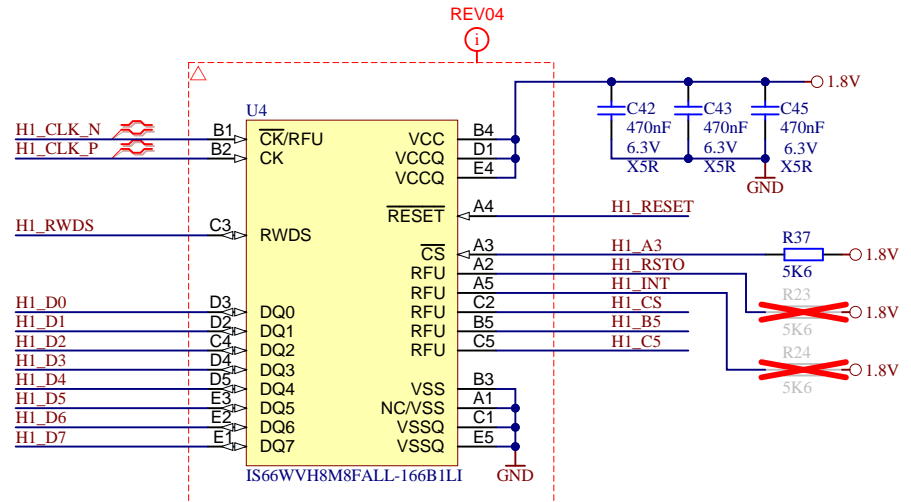 REV04
i
U4
H1_CLK_N B1 CK/RFU
H1_CLK_P B2 CK
H1_RWDS C3 RWDS
H1_D0 D3 DQ0
H1_D1 D2 DQ1
H1_D2 C4 DQ2
H1_D3 D4 DQ3
H1_D4 D5 DQ4
H1_D5 E3 DQ5
H1_D6 E2 DQ6
H1_D7 E1 DQ7
VCC B4
VCCQ D1
VCCQ E4
RESET A4 H1_RESET
CS A3 H1_A3
RFU A2 H1_RSTO
RFU A5 H1_INT
RFU C2 H1_CS
RFU B5 H1_B5
RFU C5 H1_C5
VSS B3
NC/VSS A1
VSSQ C1
VSSQ E5
GND
IS66WVH8M8FALL-166B1LI
1.8V
C42
470nF
6.3V
X5R
C43
470nF
6.3V
X5R
C45
470nF
6.3V
X5R
GND
R37
5K6
1.8V
R23
5K6
1.8V
R24
5K6
1.8V